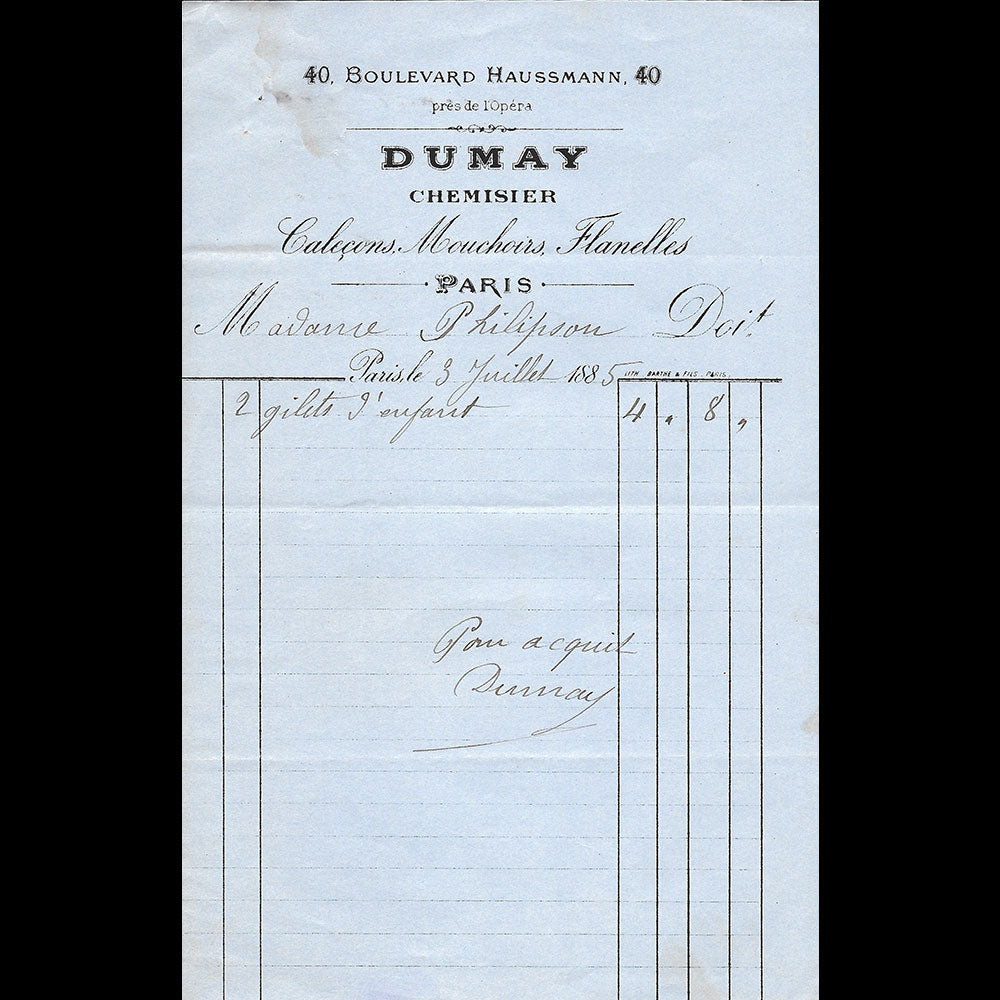 40, BOULEVARD HAUSSMANN, 40
près de l'Opéra
DUMAY
CHEMISIER
Caleçons, Mouchoirs, Flanelles
PARIS
Madame Philipson Doit
Paris, le 3 Juillet 1885 LITH. BARTHE & FILS. PARIS.
2 gilets d'enfant 4 " 8 "
Pour acquit
Dumay